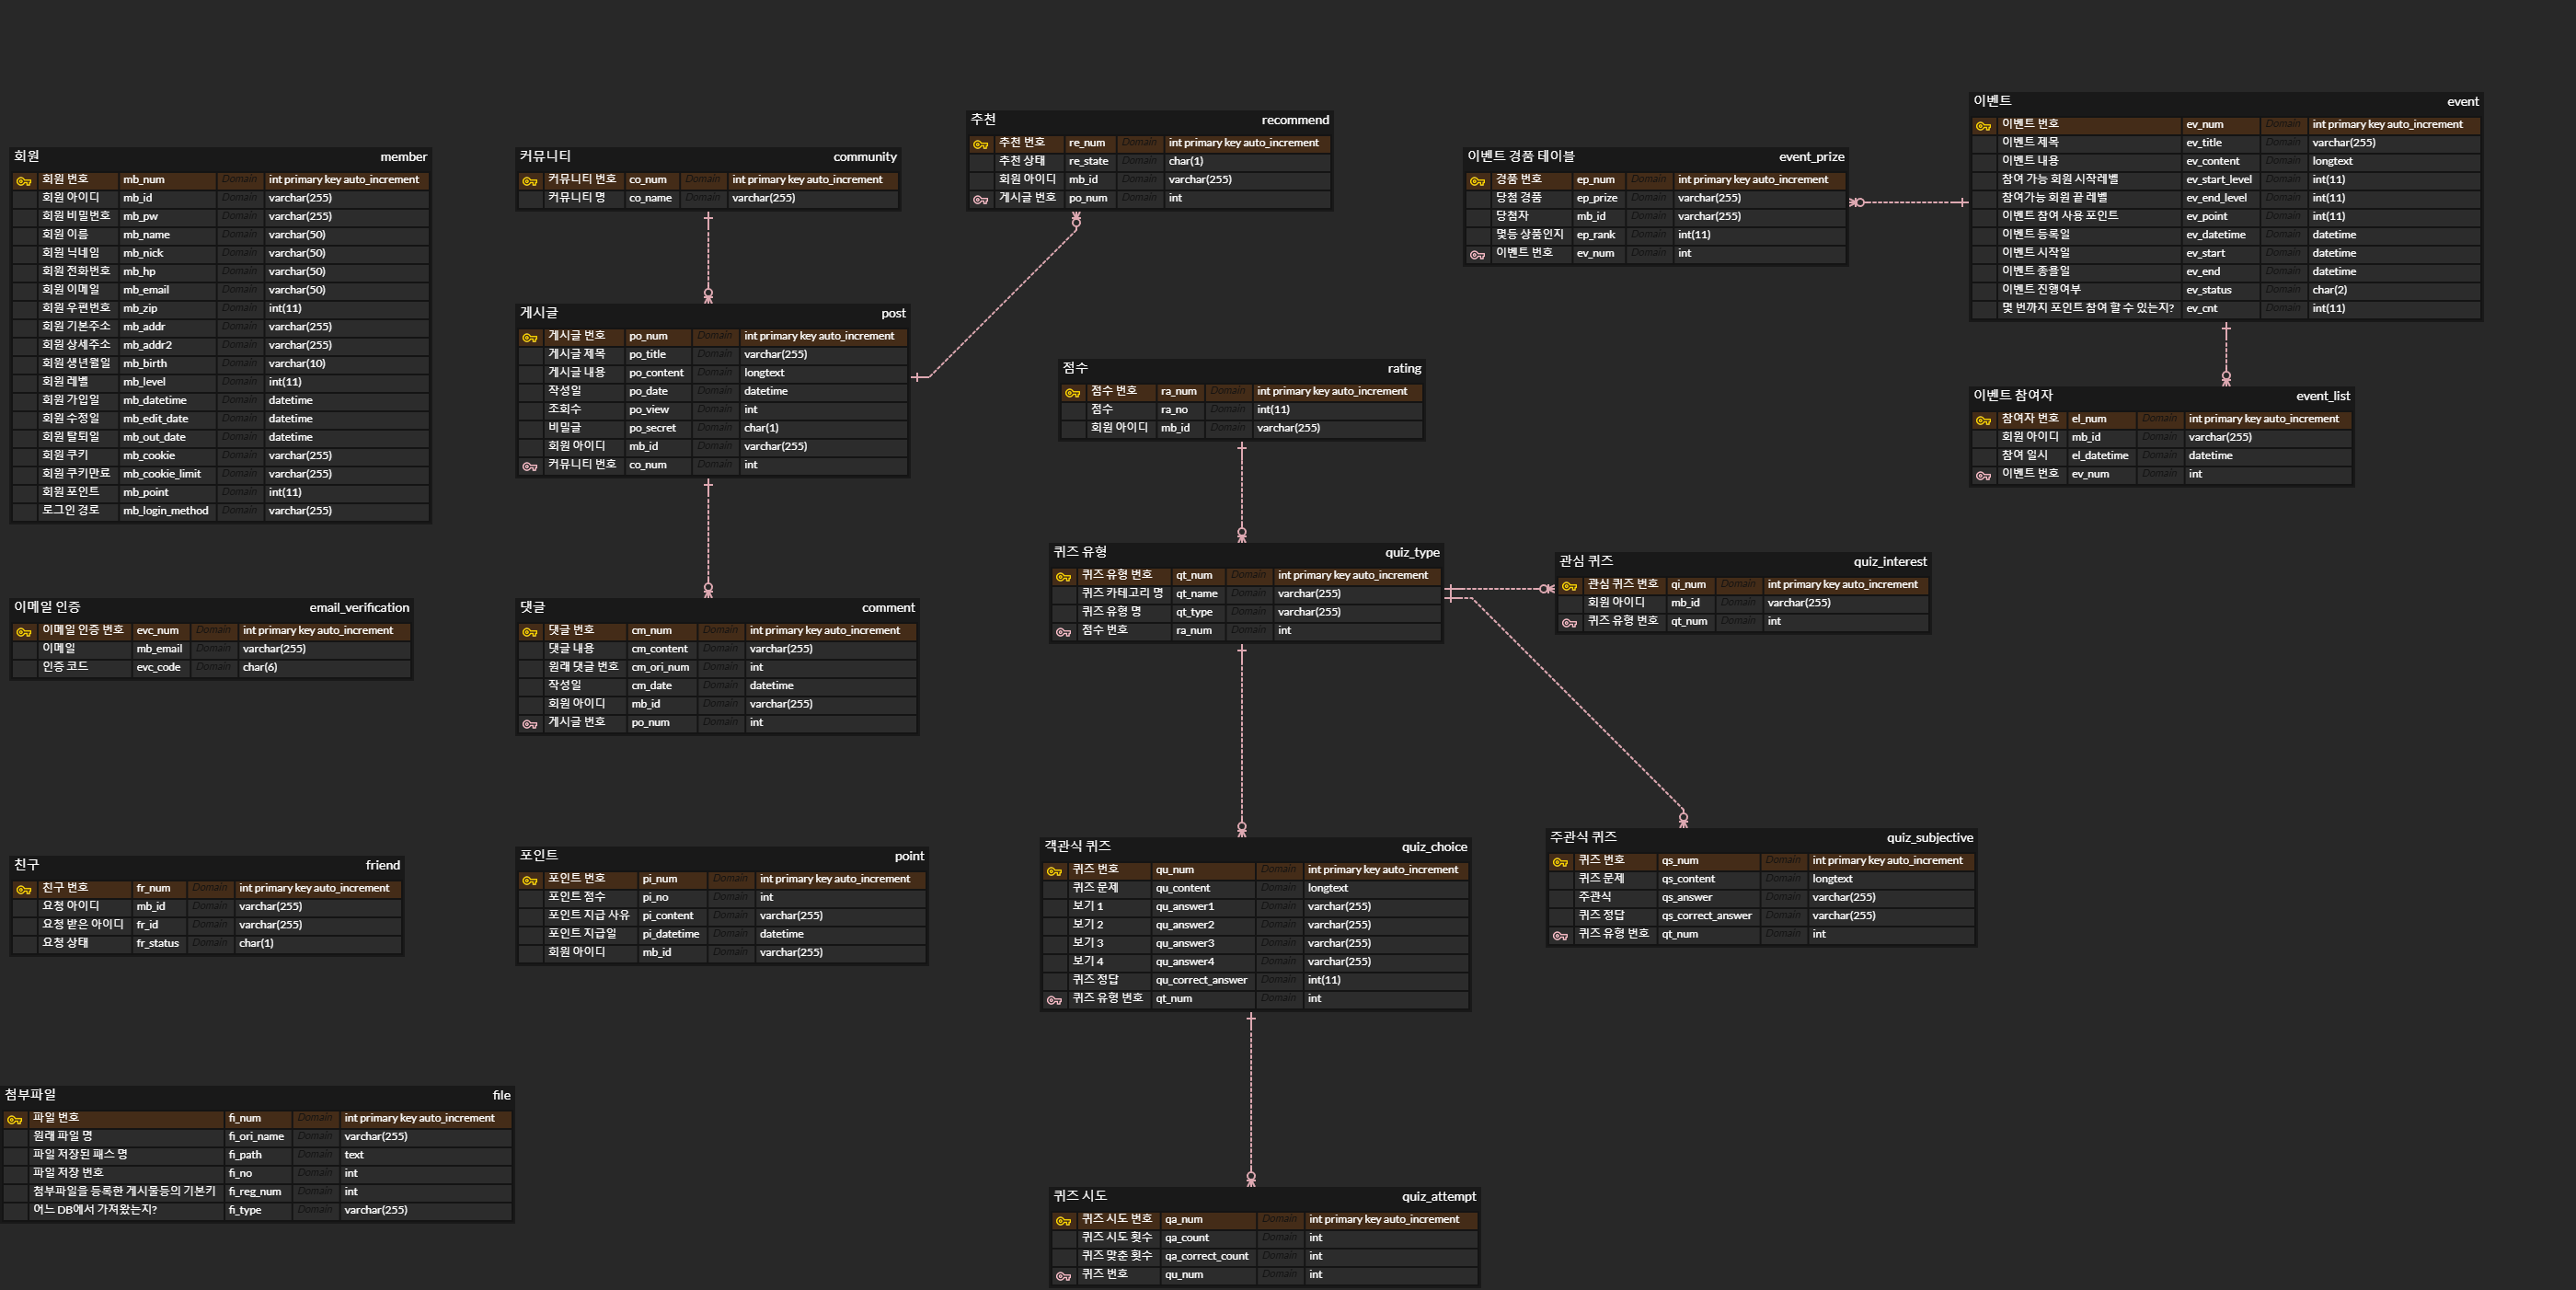 회원 member
회원 번호 mb_num Domain int primary key auto_increment
회원 아이디 mb_id Domain varchar(255)
회원 비밀번호 mb_pw Domain varchar(255)
회원 이름 mb_name Domain varchar(50)
회원 닉네임 mb_nick Domain varchar(50)
회원 전화번호 mb_hp Domain varchar(50)
회원 이메일 mb_email Domain varchar(50)
회원 우편번호 mb_zip Domain int(11)
회원 기본주소 mb_addr Domain varchar(255)
회원 상세주소 mb_addr2 Domain varchar(255)
회원 생년월일 mb_birth Domain varchar(10)
회원 레벨 mb_level Domain int(11)
회원 가입일 mb_datetime Domain datetime
회원 수정일 mb_edit_date Domain datetime
회원 탈퇴일 mb_out_date Domain datetime
회원 쿠키 mb_cookie Domain varchar(255)
회원 쿠키만료 mb_cookie_limit Domain varchar(255)
회원 포인트 mb_point Domain int(11)
로그인 경로 mb_login_method Domain varchar(255)
이메일 인증 email_verification
이메일 인증 번호 evc_num Domain int primary key auto_increment
이메일 mb_email Domain varchar(255)
인증 코드 evc_code Domain char(6)
친구 friend
친구 번호 fr_num Domain int primary key auto_increment
요청 아이디 mb_id Domain varchar(255)
요청 받은 아이디 fr_id Domain varchar(255)
요청 상태 fr_status Domain char(1)
첨부파일 file
파일 번호 fi_num Domain int primary key auto_increment
원래 파일 명 fi_ori_name Domain varchar(255)
파일 저장된 패스 명 fi_path Domain text
파일 저장 번호 fi_no Domain int
첨부파일을 등록한 게시물등의 기본키 fi_reg_num Domain int
어느 DB에서 가져왔는지? fi_type Domain varchar(255)
커뮤니티 community
커뮤니티 번호 co_num Domain int primary key auto_increment
커뮤니티 명 co_name Domain varchar(255)
게시글 post
게시글 번호 po_num Domain int primary key auto_increment
게시글 제목 po_title Domain varchar(255)
게시글 내용 po_content Domain longtext
작성일 po_date Domain datetime
조회수 po_view Domain int
비밀글 po_secret Domain char(1)
회원 아이디 mb_id Domain varchar(255)
커뮤니티 번호 co_num Domain int
댓글 comment
댓글 번호 cm_num Domain int primary key auto_increment
댓글 내용 cm_content Domain varchar(255)
원래 댓글 번호 cm_ori_num Domain int
작성일 cm_date Domain datetime
회원 아이디 mb_id Domain varchar(255)
게시글 번호 po_num Domain int
포인트 point
포인트 번호 pi_num Domain int primary key auto_increment
포인트 점수 pi_no Domain int
포인트 지급 사유 pi_content Domain varchar(255)
포인트 지급일 pi_datetime Domain datetime
회원 아이디 mb_id Domain varchar(255)
추천 recommend
추천 번호 re_num Domain int primary key auto_increment
추천 상태 re_state Domain char(1)
회원 아이디 mb_id Domain varchar(255)
게시글 번호 po_num Domain int
점수 rating
점수 번호 ra_num Domain int primary key auto_increment
점수 ra_no Domain int(11)
회원 아이디 mb_id Domain varchar(255)
퀴즈 유형 quiz_type
퀴즈 유형 번호 qt_num Domain int primary key auto_increment
퀴즈 카테고리 명 qt_name Domain varchar(255)
퀴즈 유형 명 qt_type Domain varchar(255)
점수 번호 ra_num Domain int
객관식 퀴즈 quiz_choice
퀴즈 번호 qu_num Domain int primary key auto_increment
퀴즈 문제 qu_content Domain longtext
보기 1 qu_answer1 Domain varchar(255)
보기 2 qu_answer2 Domain varchar(255)
보기 3 qu_answer3 Domain varchar(255)
보기 4 qu_answer4 Domain varchar(255)
퀴즈 정답 qu_correct_answer Domain int(11)
퀴즈 유형 번호 qt_num Domain int
퀴즈 시도 quiz_attempt
퀴즈 시도 번호 qa_num Domain int primary key auto_increment
퀴즈 시도 횟수 qa_count Domain int
퀴즈 맞춘 횟수 qa_correct_count Domain int
퀴즈 번호 qu_num Domain int
이벤트 경품 테이블 event_prize
경품 번호 ep_num Domain int primary key auto_increment
당첨 경품 ep_prize Domain varchar(255)
당첨자 mb_id Domain varchar(255)
몇등 상품인지 ep_rank Domain int(11)
이벤트 번호 ev_num Domain int
관심 퀴즈 quiz_interest
관심 퀴즈 번호 qi_num Domain int primary key auto_increment
회원 아이디 mb_id Domain varchar(255)
퀴즈 유형 번호 qt_num Domain int
주관식 퀴즈 quiz_subjective
퀴즈 번호 qs_num Domain int primary key auto_increment
퀴즈 문제 qs_content Domain longtext
주관식 qs_answer Domain varchar(255)
퀴즈 정답 qs_correct_answer Domain varchar(255)
퀴즈 유형 번호 qt_num Domain int
이벤트 event
이벤트 번호 ev_num Domain int primary key auto_increment
이벤트 제목 ev_title Domain varchar(255)
이벤트 내용 ev_content Domain longtext
참여 가능 회원 시작레벨 ev_start_level Domain int(11)
참여가능 회원 끝 레벨 ev_end_level Domain int(11)
이벤트 참여 사용 포인트 ev_point Domain int(11)
이벤트 등록일 ev_datetime Domain datetime
이벤트 시작일 ev_start Domain datetime
이벤트 종욜일 ev_end Domain datetime
이벤트 진행여부 ev_status Domain char(2)
몇 번까지 포인트 참여 할 수 있는지? ev_cnt Domain int(11)
이벤트 참여자 event_list
참여자 번호 el_num Domain int primary key auto_increment
회원 아이디 mb_id Domain varchar(255)
참여 일시 el_datetime Domain datetime
이벤트 번호 ev_num Domain int